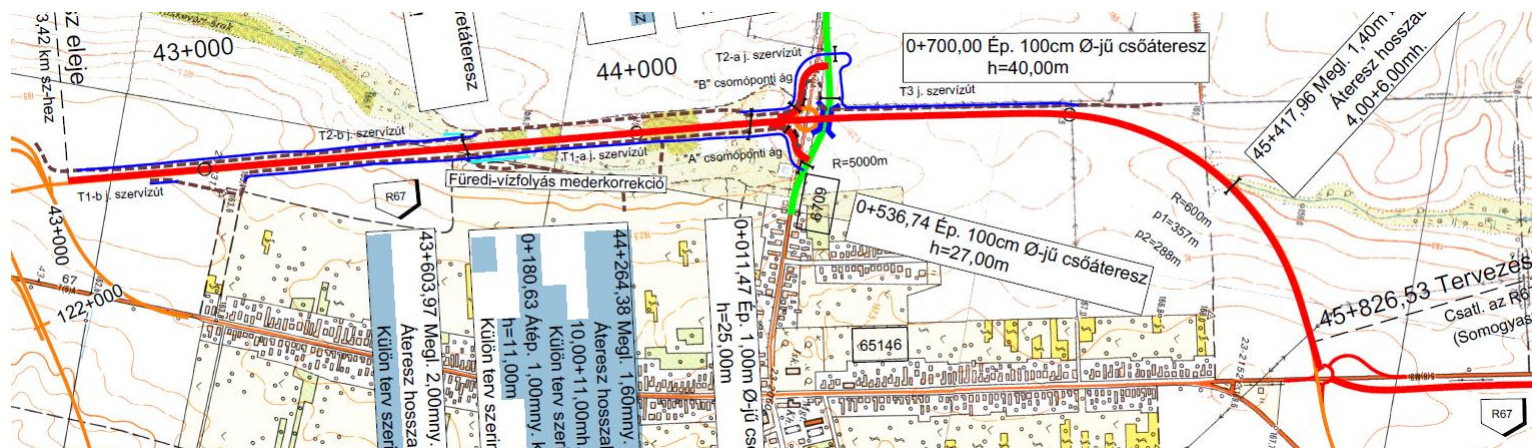 sz eleje
3,42 km sz-hez
43+000
retáteresz
44+000
T2-a j. szervízút
"B" csomóponti ág
0+700,00 Ép. 100cm Ø-jű csőáteresz
h=40,00m
T3 j. szervízút
45+417,96 Megl. 1,40m
Áteresz hossza
4,00+6,00mh.
T2-b j. szervízút
T1-a j. szervízút
"A" csomóponti ág
R=5000m
T1-b j. szervízút
Füredi-vízfolyás mederkorrekció
R67
6709
0+536,74 Ép. 100cm Ø-jű csőáteresz
h=27,00m
R=600m
p1=357m
p2=288m
43+000
122+000
67
43+603,97 Megl. 2,00mny.
Áteresz hossza
Külön terv szerin
0+180,63 Átép. 1,00mny. k
h=11,00m
Külön terv szerin
44+264,38 Megl. 1,60mny.
Áteresz hosszab
10,00+11,00mh
Külön terv szer
0+011,47 Ép. 1,00m Ø-jű cs
h=25,00m
65146
45+826,53 Tervezés
Csatl. az R6
(Somogyas
R67